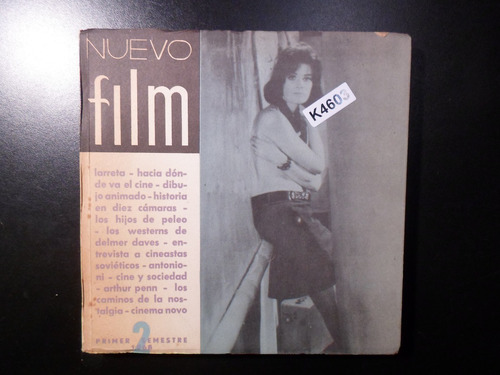 NUEVO
film
larreta - hacia dón-
de va el cine - dibu-
jo animado - historia
en diez cámaras -
los hijos de peleo
- los westerns de
delmer daves - en-
trevista a cineastas
soviéticos - antonio-
ni - cine y sociedad
- arthur penn - los
caminos de la nos-
talgia - cinema novo
2
PRIMER SEMESTRE
K4603